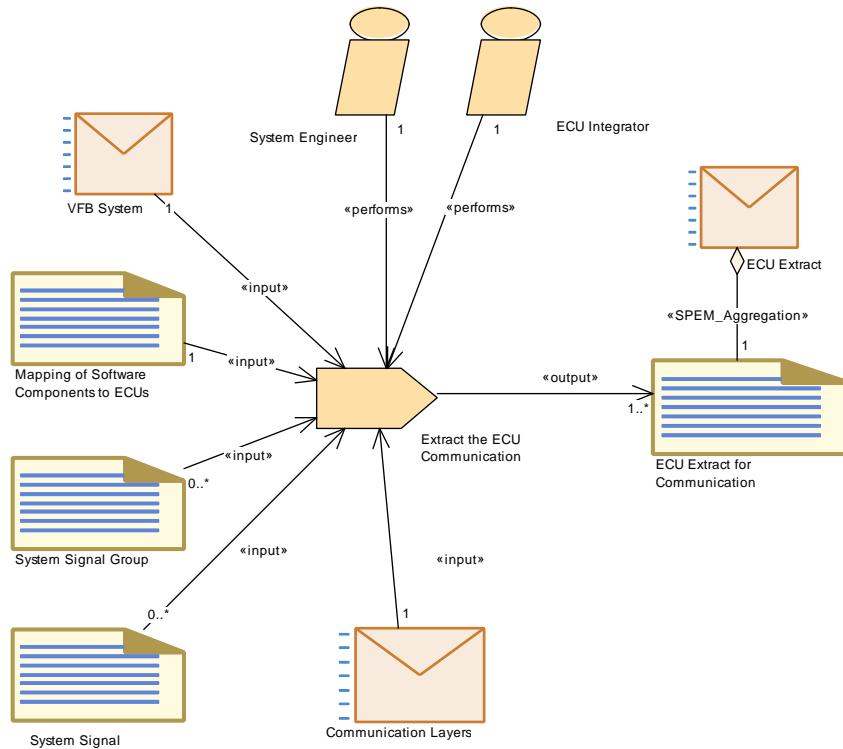 System Engineer
1
1
ECU Integrator
VFB System
1
«performs»
«performs»
ECU Extract
«input»
«SPEM_Aggregation»
1
1
«input»
Mapping of Software
Components to ECUs
«output»
1..*
Extract the ECU
Communication
ECU Extract for
Communication
«input»
0..*
System Signal Group
«input»
«input»
0..*
1
System Signal
Communication Layers